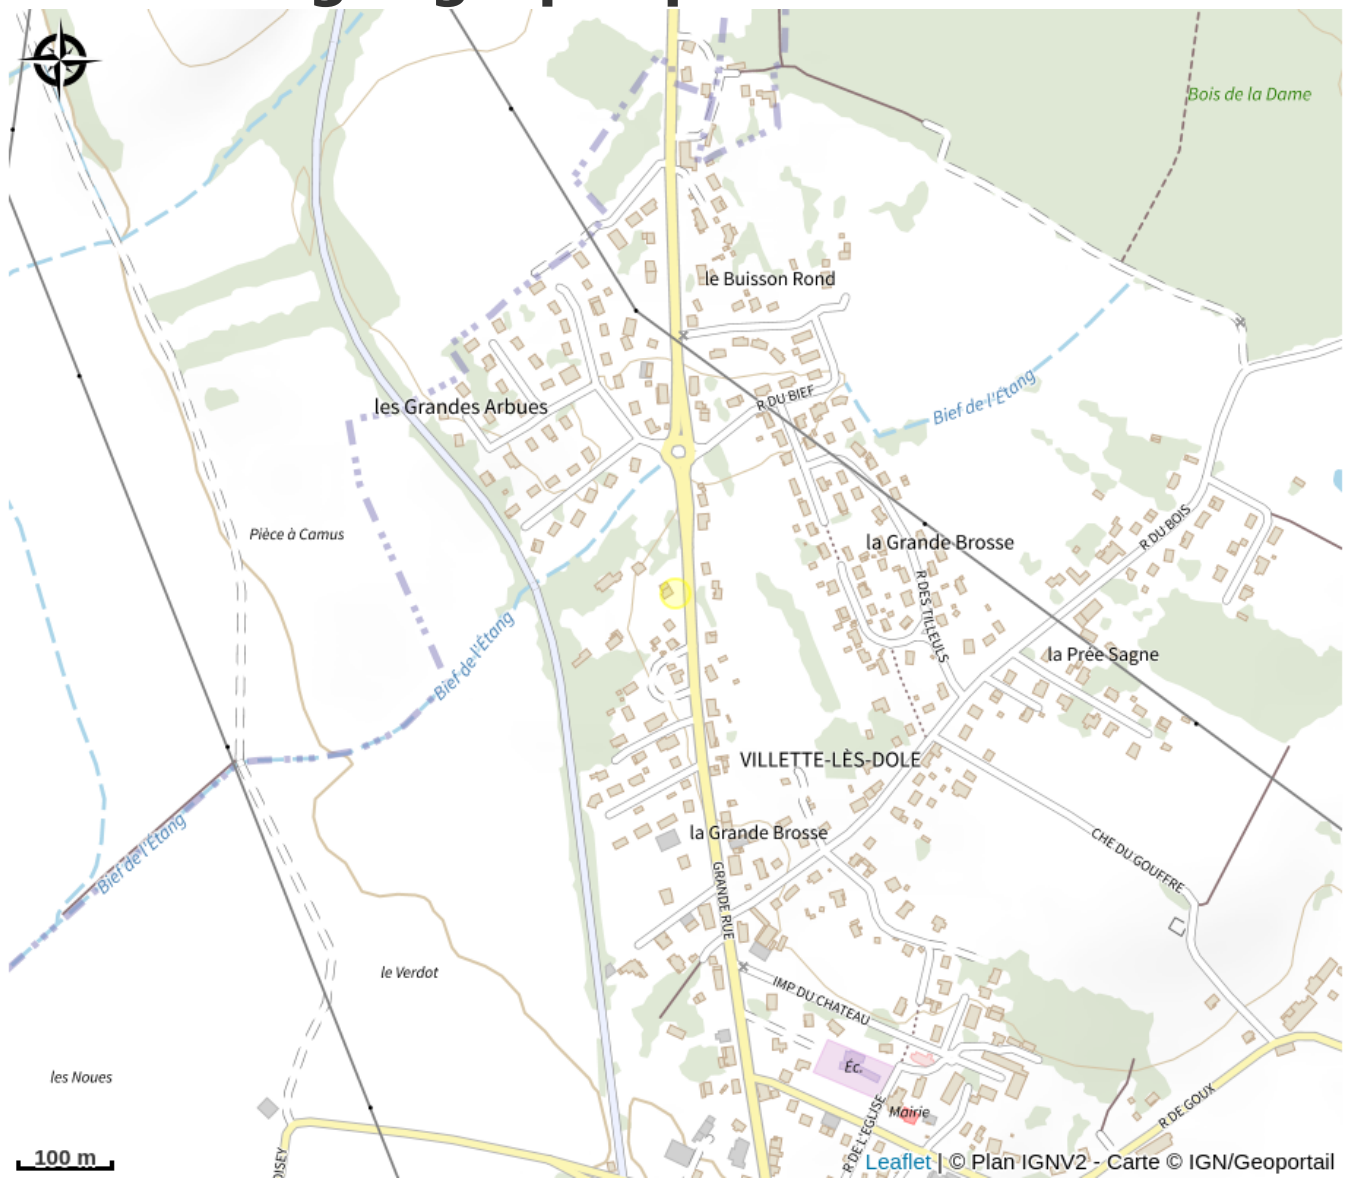 Bois de la Dame
le Buisson Rond
R DU BIEF
Bief de l'Étang
les Grandes Arbues
Pièce à Camus
R DU BOIS
la Grande Brosse
R DES TILLEULS
Bief de l'Étang
la Prée Sagne
VILLETTE-LÈS-DOLE
la Grande Brosse
CHE DU GOUFFRE
Bief de l'Étang
GRANDE RUE
le Verdot
IMP DU CHATEAU
Éc.
les Noues
Mairie
R DE GOUX
R DE L'EGLISE
100 m
Leaflet | © Plan IGNV2 - Carte © IGN/Geoportail